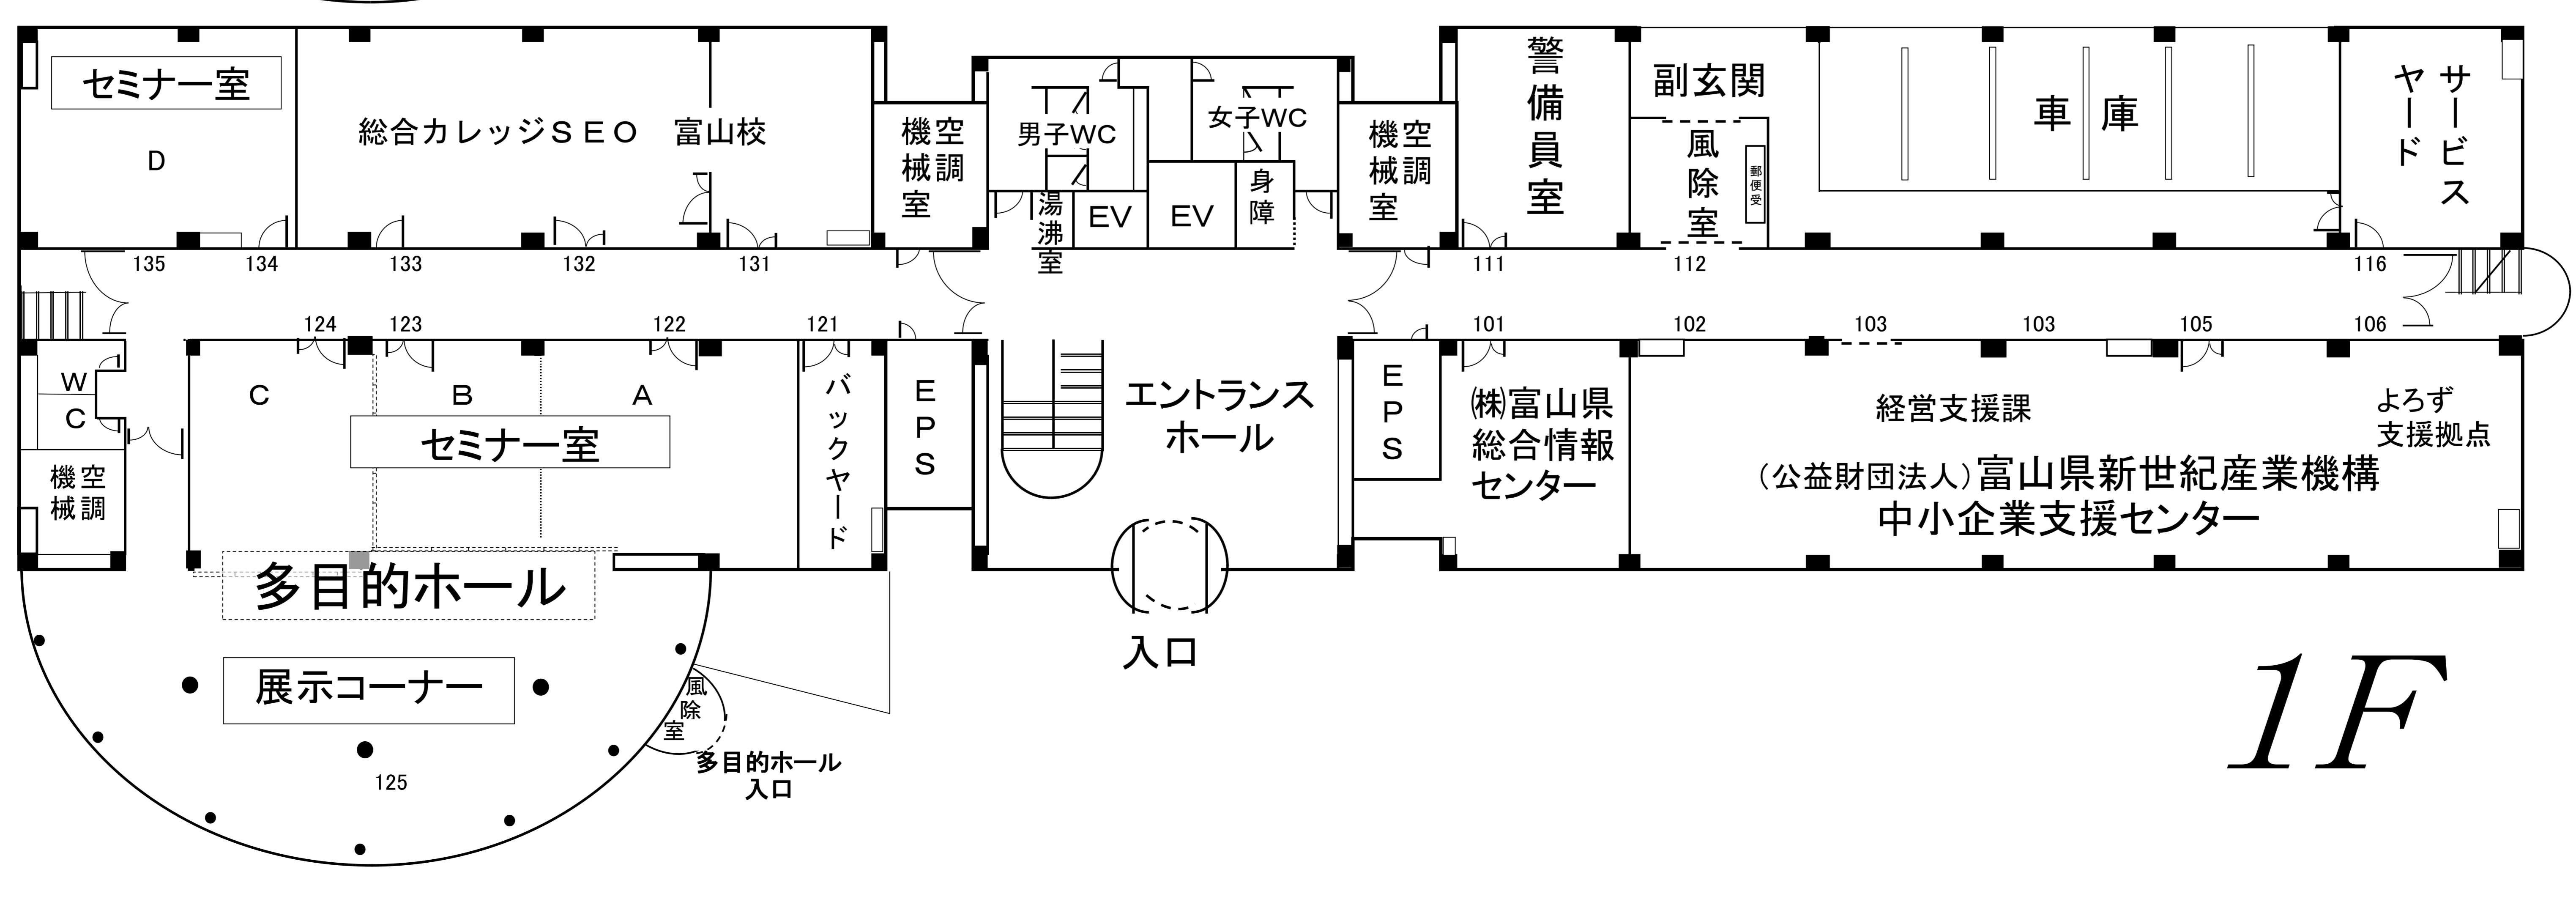 セミナー室
D
総合カレッジSEO 富山校
空調
機械室
男子WC
女子WC
湯沸室
EV
EV
身障
空調
機械室
警備員室
副玄関
風除室
郵便受
車庫
サービス
ヤード
135
134
133
132
131
111
112
116
124
123
122
121
101
102
103
103
105
106
WC
空調
機械
C
B
A
セミナー室
バックヤード
EPS
エントランス
ホール
EPS
㈱富山県
総合情報
センター
経営支援課
よろず
支援拠点
(公益財団法人)富山県新世紀産業機構
中小企業支援センター
多目的ホール
展示コーナー
125
風除室
多目的ホール
入口
入口
1F